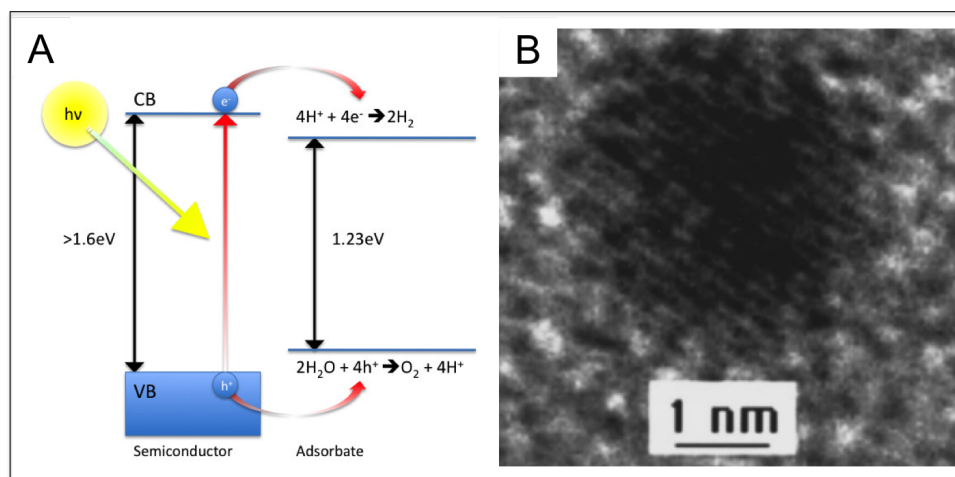 A
hν
CB
e⁻
4H⁺ + 4e⁻ ➔ 2H₂
>1.6eV
1.23eV
2H₂O + 4h⁺ ➔ O₂ + 4H⁺
VB
h⁺
Semiconductor
Adsorbate
B
1 nm